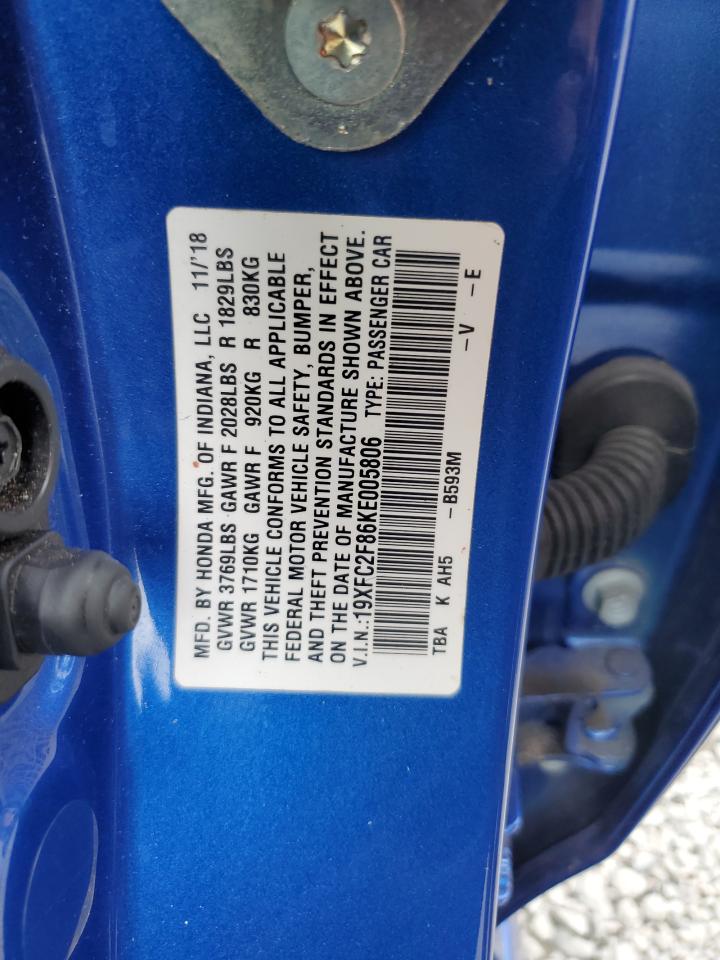 MFD. BY HONDA MFG. OF INDIANA, LLC 11/'18
GVWR 3769LBS GAWR F 2028LBS R 1829LBS
GVWR 1710KG GAWR F 920KG R 830KG
THIS VEHICLE CONFORMS TO ALL APPLICABLE
FEDERAL MOTOR VEHICLE SAFETY, BUMPER,
AND THEFT PREVENTION STANDARDS IN EFFECT
ON THE DATE OF MANUFACTURE SHOWN ABOVE.
V.I.N.:19XFC2F86KE005806 TYPE: PASSENGER CAR
TBA K AH5 -B593M -V -E